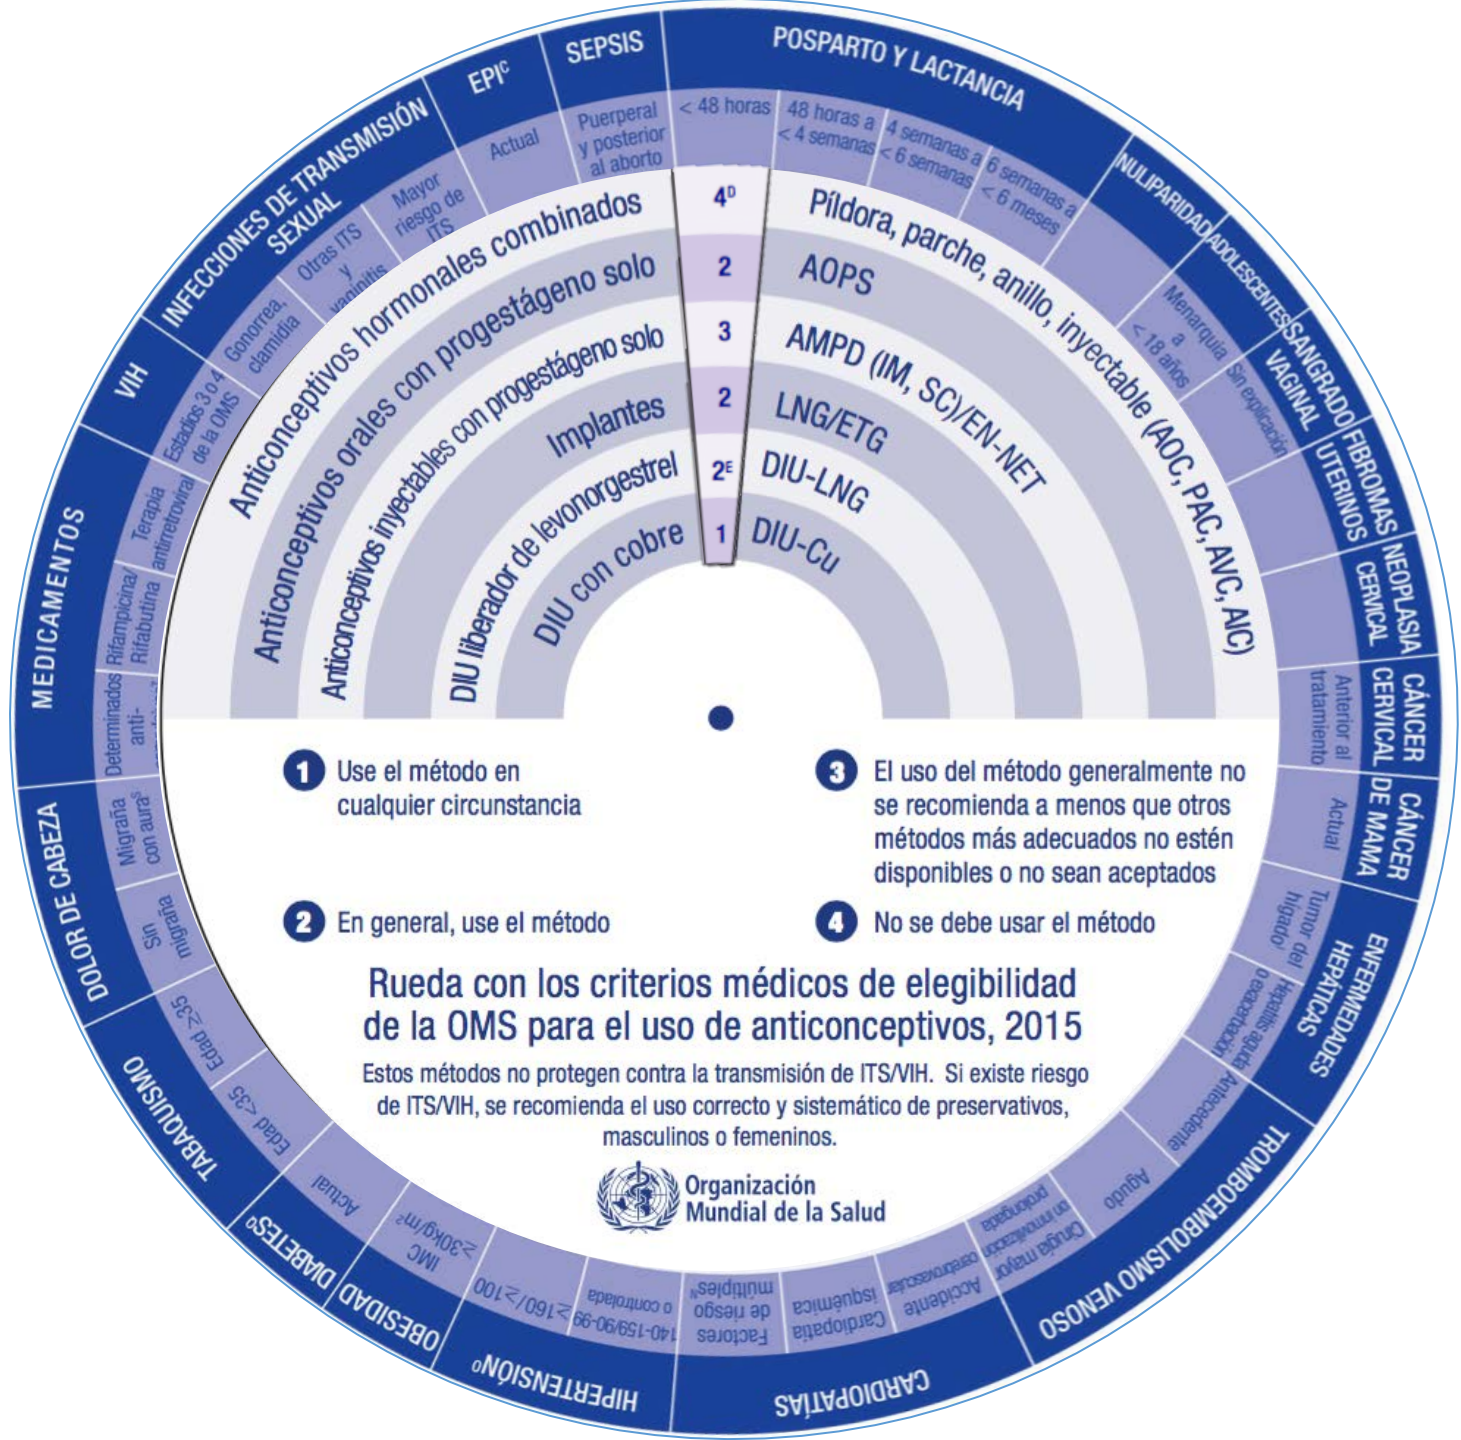 POSPARTO Y LACTANCIA
< 48 horas
48 horas a
< 4 semanas
4 semanas a
< 6 semanas
6 semanas a
< 6 meses
NULIPARIDAD
ADOLESCENTES
Menarquia
a
< 18 años
SANGRADO
VAGINAL
Sin explicación
FIBROMAS
UTERINOS
NEOPLASIA
CERVICAL
CÁNCER
CERVICAL
Anterior al
tratamiento
CÁNCER
DE MAMA
Actual
ENFERMEDADES
HEPÁTICAS
Tumor del
hígado
Hepatitis aguda
o exacerbación
TROMBOEMBOLISMO VENOSO
Antecedente
Agudo
Cirugía mayor
on inmovilización
prolongada
CARDIOPATÍAS
Accidente
cerebrovascular
Cardiopatía
isquémica
Factores
de riesgo
múltiplesᴺ
HIPERTENSIÓNᴼ
140-159/90-99
o controlada
≥160/≥100
OBESIDAD
IMC
≥30kg/m²
DIABETESᑫ
Actual
TABAQUISMO
Edad <35
Edad ≥35
DOLOR DE CABEZA
Sin
migraña
Migraña
con auraˢ
MEDICAMENTOS
Determinados
anti-
Rifampicina/
Rifabutina
Terapia
antirretroviral
VIH
Estadios 3 o 4
de la OMS
INFECCIONES DE TRANSMISIÓN
SEXUAL
Gonorrea,
clamidia
Otras ITS
y
vaginitis
Mayor
riesgo de
ITS
EPIᶜ
Actual
SEPSIS
Puerperal
y posterior
al aborto
Anticonceptivos hormonales combinados 4ᴰ Píldora, parche, anillo, inyectable (AOC, PAC, AVC, AIC)
Anticonceptivos orales con progestágeno solo 2 AOPS
Anticonceptivos inyectables con progestágeno solo 3 AMPD (IM, SC)/EN-NET
Implantes 2 LNG/ETG
DIU liberador de levonorgestrel 2ᴱ DIU-LNG
DIU con cobre 1 DIU-Cu
1 Use el método en
cualquier circunstancia
2 En general, use el método
3 El uso del método generalmente no
se recomienda a menos que otros
métodos más adecuados no estén
disponibles o no sean aceptados
4 No se debe usar el método
Rueda con los criterios médicos de elegibilidad
de la OMS para el uso de anticonceptivos, 2015
Estos métodos no protegen contra la transmisión de ITS/VIH. Si existe riesgo
de ITS/VIH, se recomienda el uso correcto y sistemático de preservativos,
masculinos o femeninos.
Organización
Mundial de la Salud